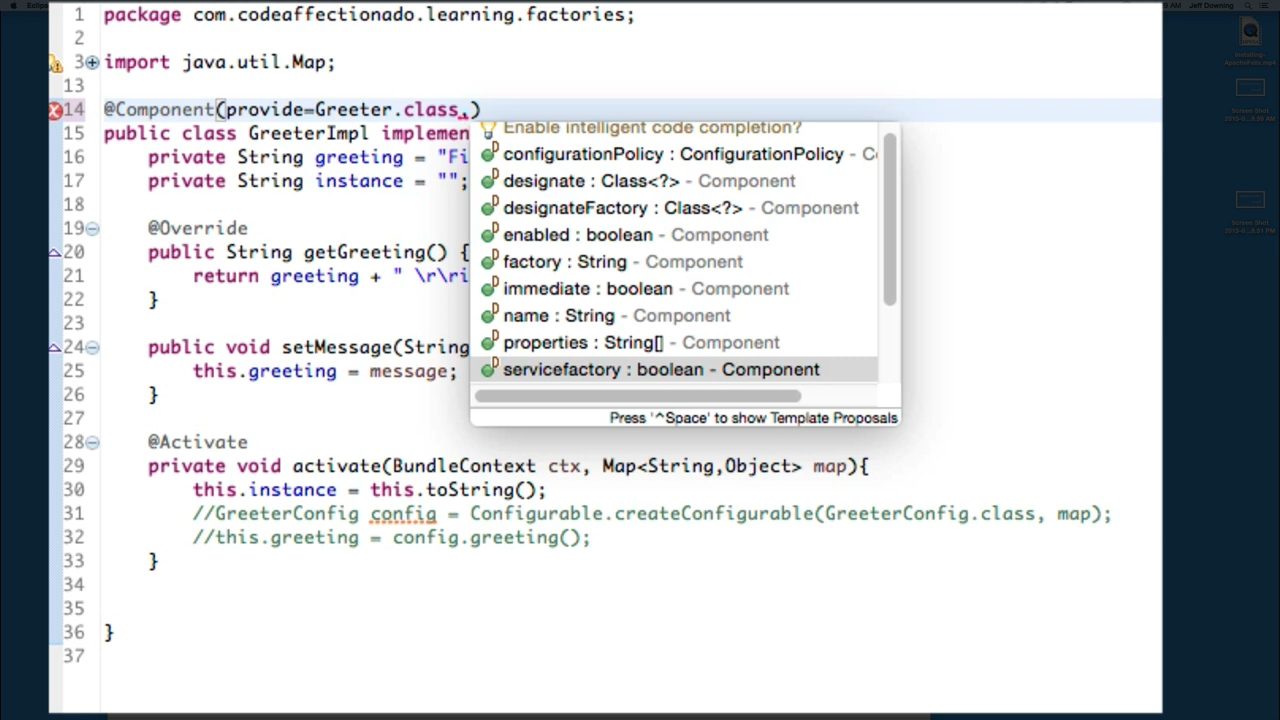 1 package com.codeaffectionado.learning.factories;
2
3 import java.util.Map;
13
14 @Component(provide=Greeter.class,)
15 public class GreeterImpl implemen
16 private String greeting = "Fi
17 private String instance = "";
18
19 @Override
20 public String getGreeting() {
21 return greeting + " \r\ri
22 }
23
24 public void setMessage(String
25 this.greeting = message;
26 }
27
28 @Activate
29 private void activate(BundleContext ctx, Map<String,Object> map){
30 this.instance = this.toString();
31 //GreeterConfig config = Configurable.createConfigurable(GreeterConfig.class, map);
32 //this.greeting = config.greeting();
33 }
34
35
36 }
37
Enable intelligent code completion?
configurationPolicy : ConfigurationPolicy - Co
designate : Class<?> - Component
designateFactory : Class<?> - Component
enabled : boolean - Component
factory : String - Component
immediate : boolean - Component
name : String - Component
properties : String[] - Component
servicefactory : boolean - Component
Press '^Space' to show Template Proposals
Jeff Downing